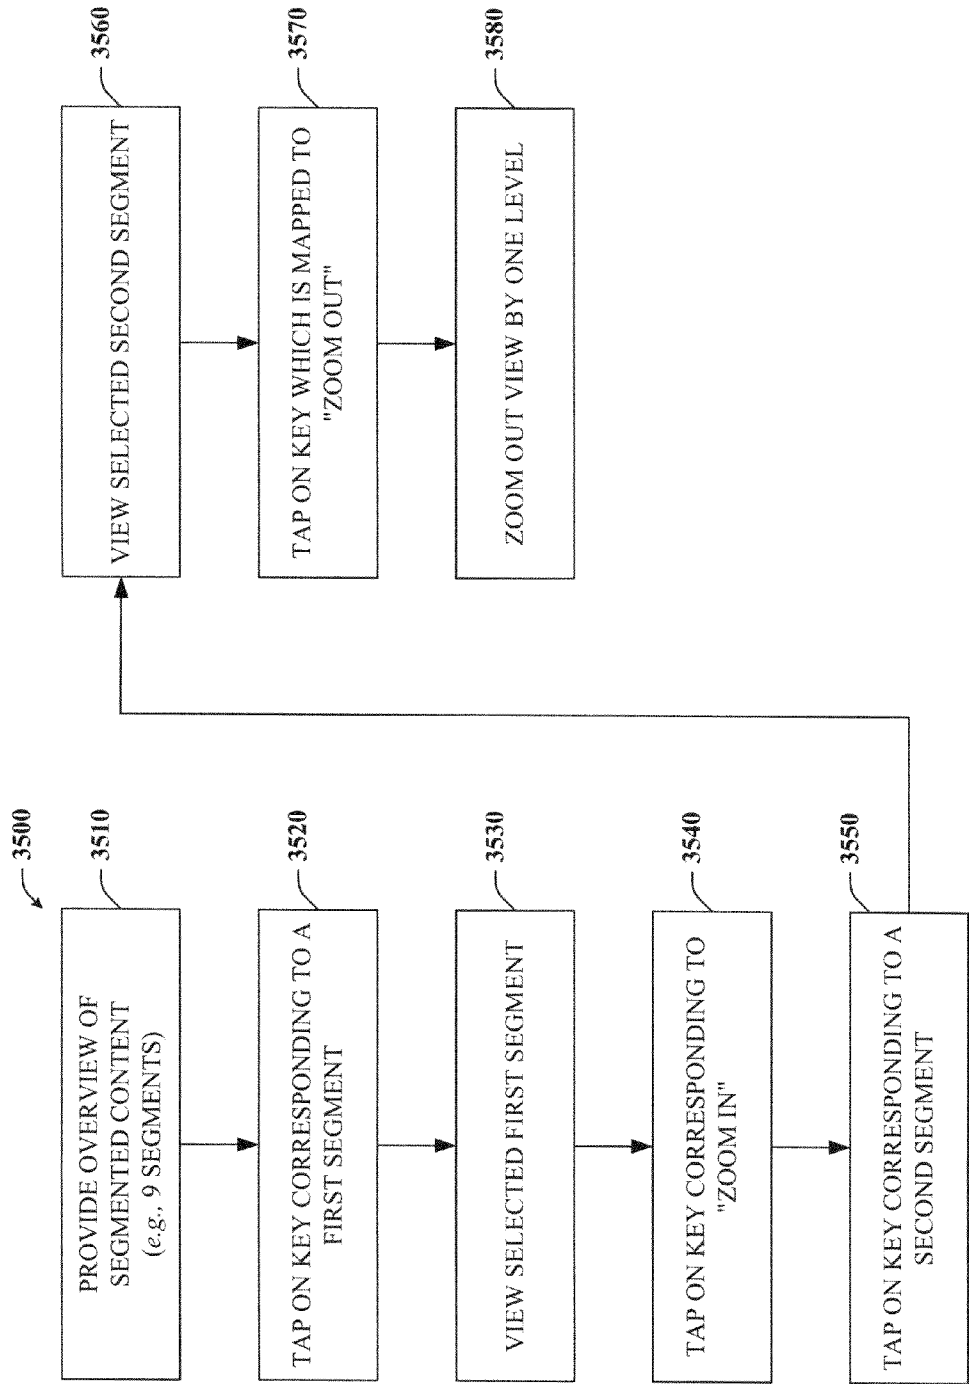 3500
PROVIDE OVERVIEW OF
SEGMENTED CONTENT
(e.g., 9 SEGMENTS)
3510
TAP ON KEY CORRESPONDING TO A
FIRST SEGMENT
3520
VIEW SELECTED FIRST SEGMENT
3530
TAP ON KEY CORRESPONDING TO
"ZOOM IN"
3540
TAP ON KEY CORRESPONDING TO A
SECOND SEGMENT
3550
VIEW SELECTED SECOND SEGMENT
3560
TAP ON KEY WHICH IS MAPPED TO
"ZOOM OUT"
3570
ZOOM OUT VIEW BY ONE LEVEL
3580